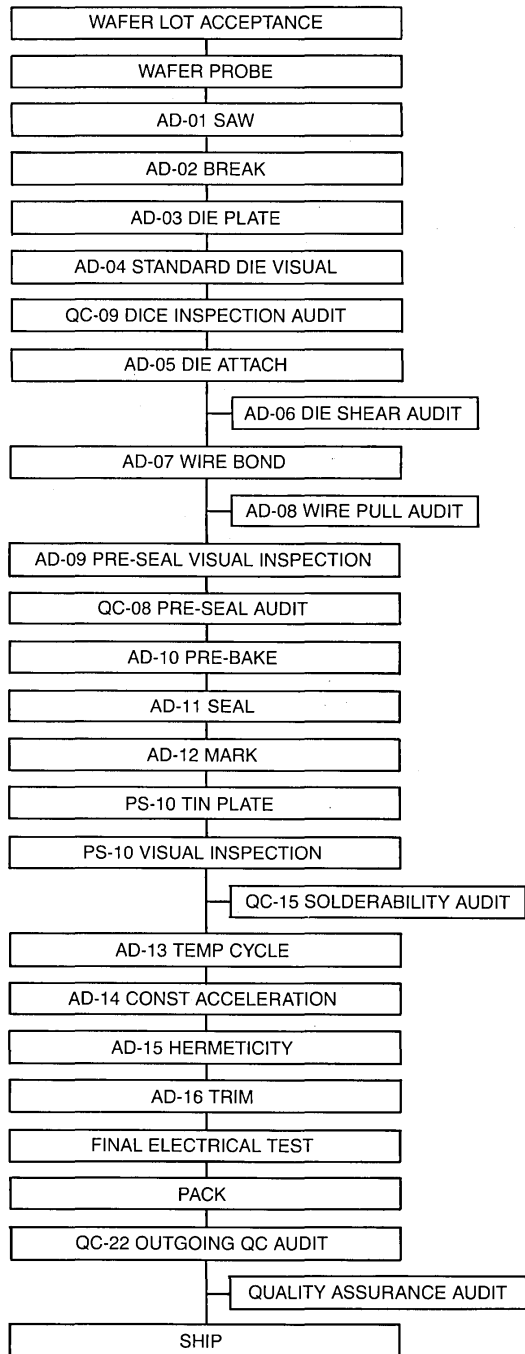 WAFER LOT ACCEPTANCE
WAFER PROBE
AD-01 SAW
AD-02 BREAK
AD-03 DIE PLATE
AD-04 STANDARD DIE VISUAL
QC-09 DICE INSPECTION AUDIT
AD-05 DIE ATTACH
AD-06 DIE SHEAR AUDIT
AD-07 WIRE BOND
AD-08 WIRE PULL AUDIT
AD-09 PRE-SEAL VISUAL INSPECTION
QC-08 PRE-SEAL AUDIT
AD-10 PRE-BAKE
AD-11 SEAL
AD-12 MARK
PS-10 TIN PLATE
PS-10 VISUAL INSPECTION
QC-15 SOLDERABILITY AUDIT
AD-13 TEMP CYCLE
AD-14 CONST ACCELERATION
AD-15 HERMETICITY
AD-16 TRIM
FINAL ELECTRICAL TEST
PACK
QC-22 OUTGOING QC AUDIT
QUALITY ASSURANCE AUDIT
SHIP